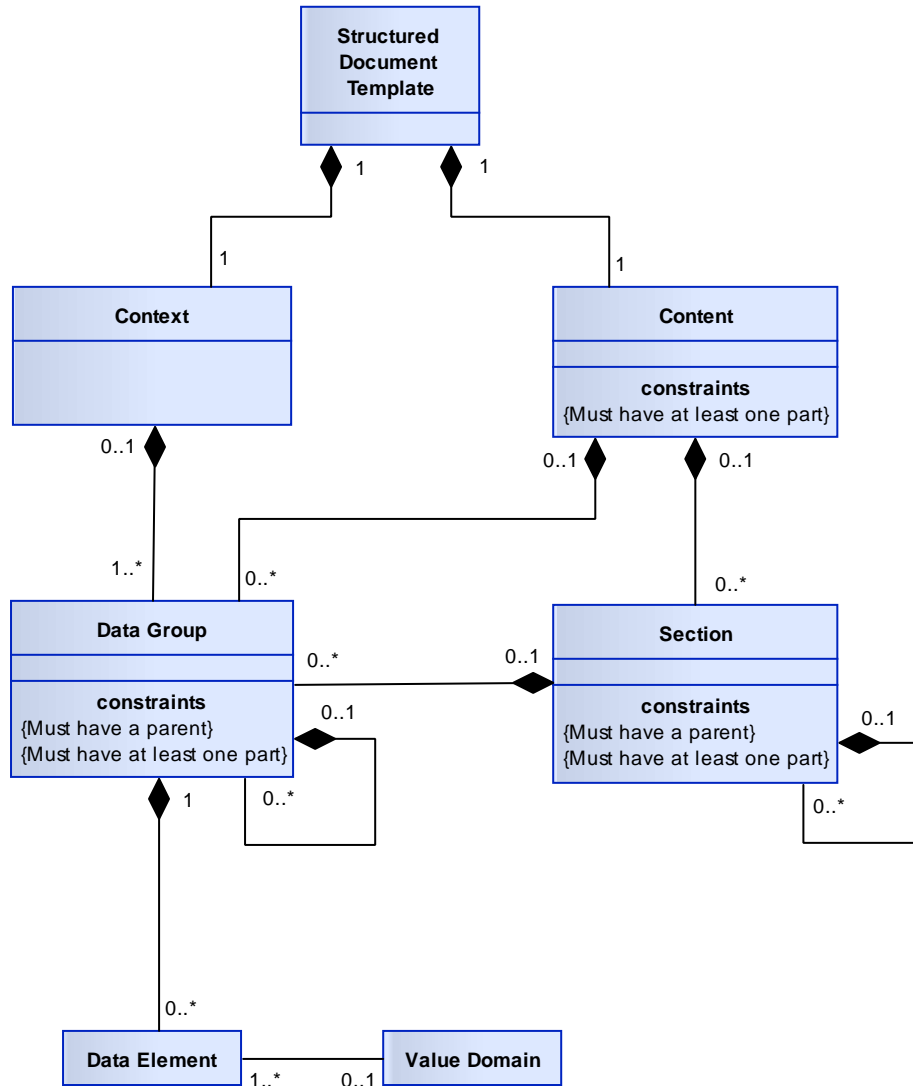 Structured
Document
Template
1
1
1
1
Context
Content
constraints
{Must have at least one part}
0..1
0..1
0..1
1..*
0..*
0..*
Data Group
Section
0..*
0..1
constraints
{Must have a parent}
{Must have at least one part}
0..1
constraints
{Must have a parent}
{Must have at least one part}
0..1
1
0..*
0..*
0..*
Data Element
Value Domain
1..*
0..1